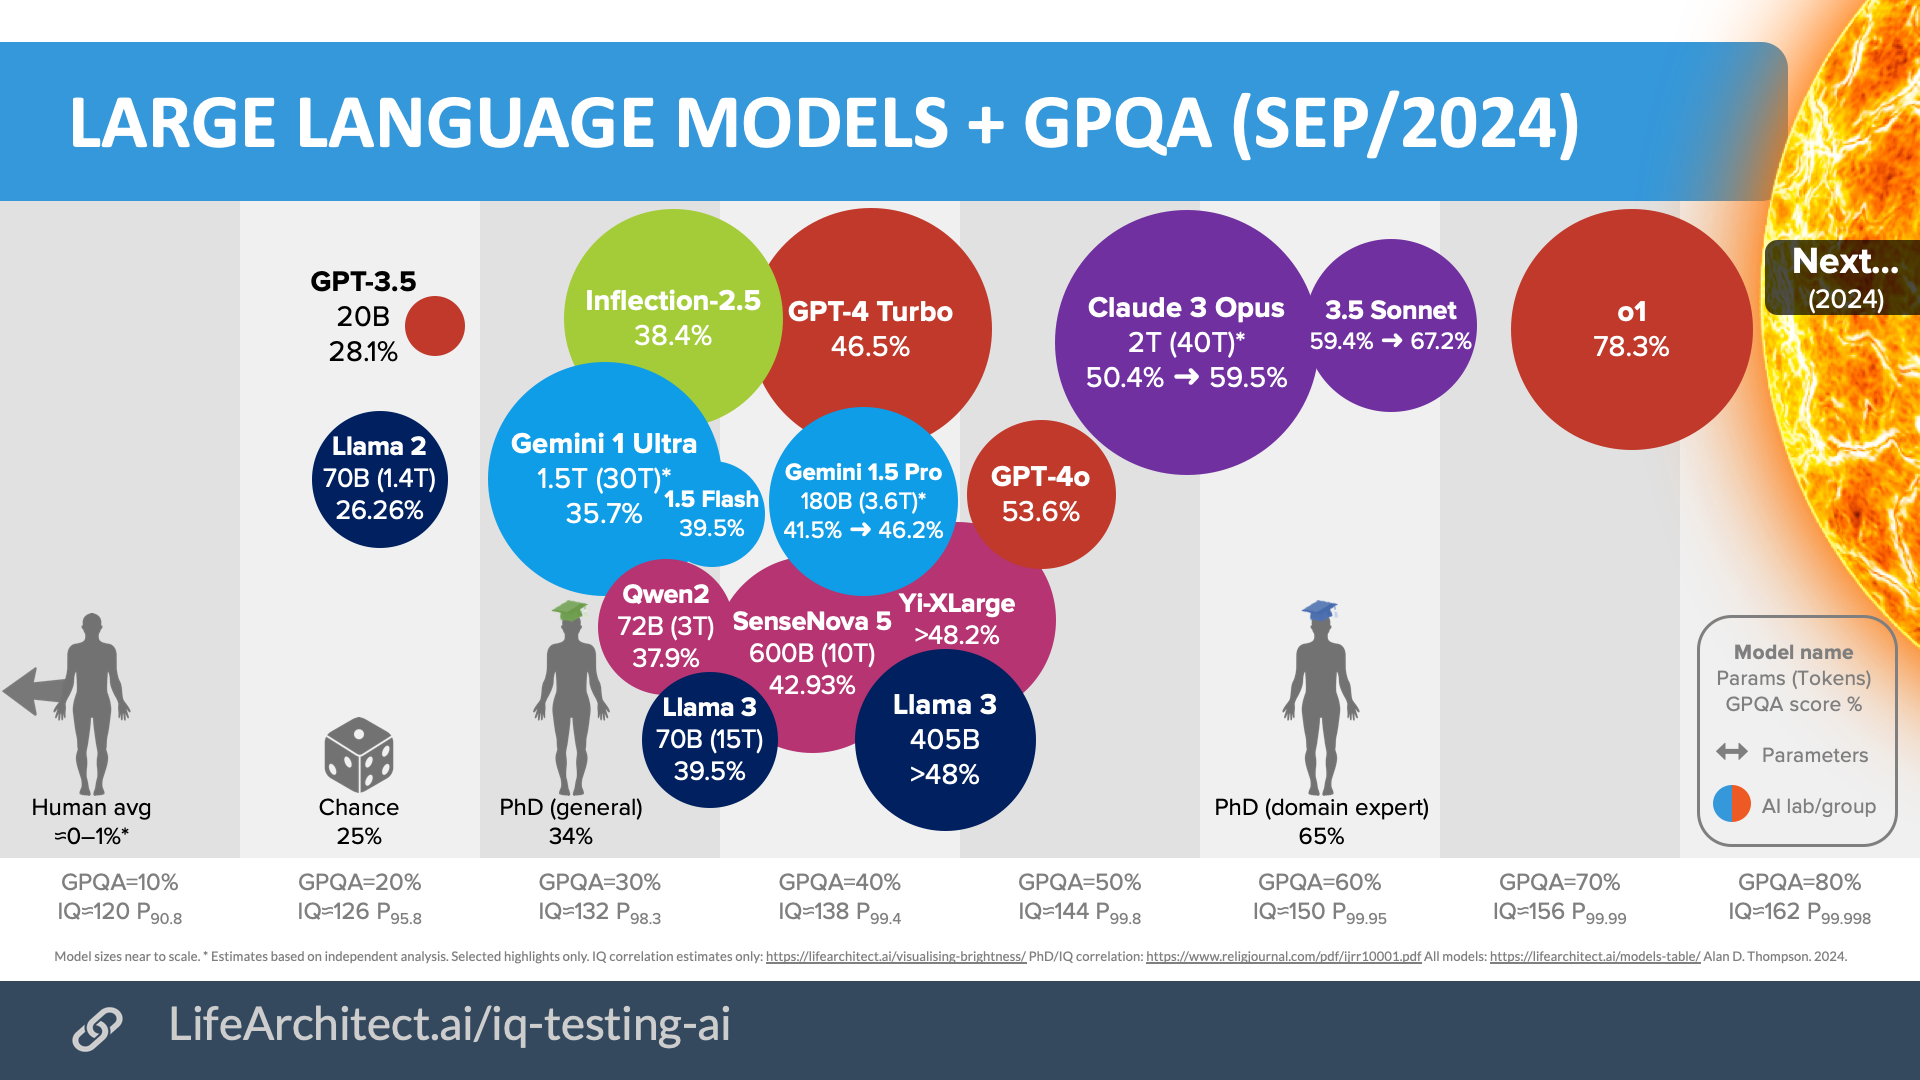 LARGE LANGUAGE MODELS + GPQA (SEP/2024)
Next...
(2024)
GPT-3.5
20B
28.1%
Inflection-2.5
38.4%
GPT-4 Turbo
46.5%
Claude 3 Opus
2T (40T)*
50.4% ➜ 59.5%
3.5 Sonnet
59.4% ➜ 67.2%
o1
78.3%
Llama 2
70B (1.4T)
26.26%
Gemini 1 Ultra
1.5T (30T)*
35.7%
1.5 Flash
39.5%
Gemini 1.5 Pro
180B (3.6T)*
41.5% ➜ 46.2%
GPT-4o
53.6%
Qwen2
72B (3T)
37.9%
SenseNova 5
600B (10T)
42.93%
Yi-XLarge
>48.2%
Llama 3
70B (15T)
39.5%
Llama 3
405B
>48%
Model name
Params (Tokens)
GPQA score %
Parameters
AI lab/group
Human avg
≈0–1%*
Chance
25%
PhD (general)
34%
PhD (domain expert)
65%
GPQA=10%
IQ≈120 P90.8
GPQA=20%
IQ≈126 P95.8
GPQA=30%
IQ≈132 P98.3
GPQA=40%
IQ≈138 P99.4
GPQA=50%
IQ≈144 P99.8
GPQA=60%
IQ≈150 P99.95
GPQA=70%
IQ≈156 P99.99
GPQA=80%
IQ≈162 P99.998
Model sizes near to scale. * Estimates based on independent analysis. Selected highlights only. IQ correlation estimates only: https://lifearchitect.ai/visualising-brightness/ PhD/IQ correlation: https://www.religjournal.com/pdf/ijrr10001.pdf All models: https://lifearchitect.ai/models-table/ Alan D. Thompson. 2024.
LifeArchitect.ai/iq-testing-ai